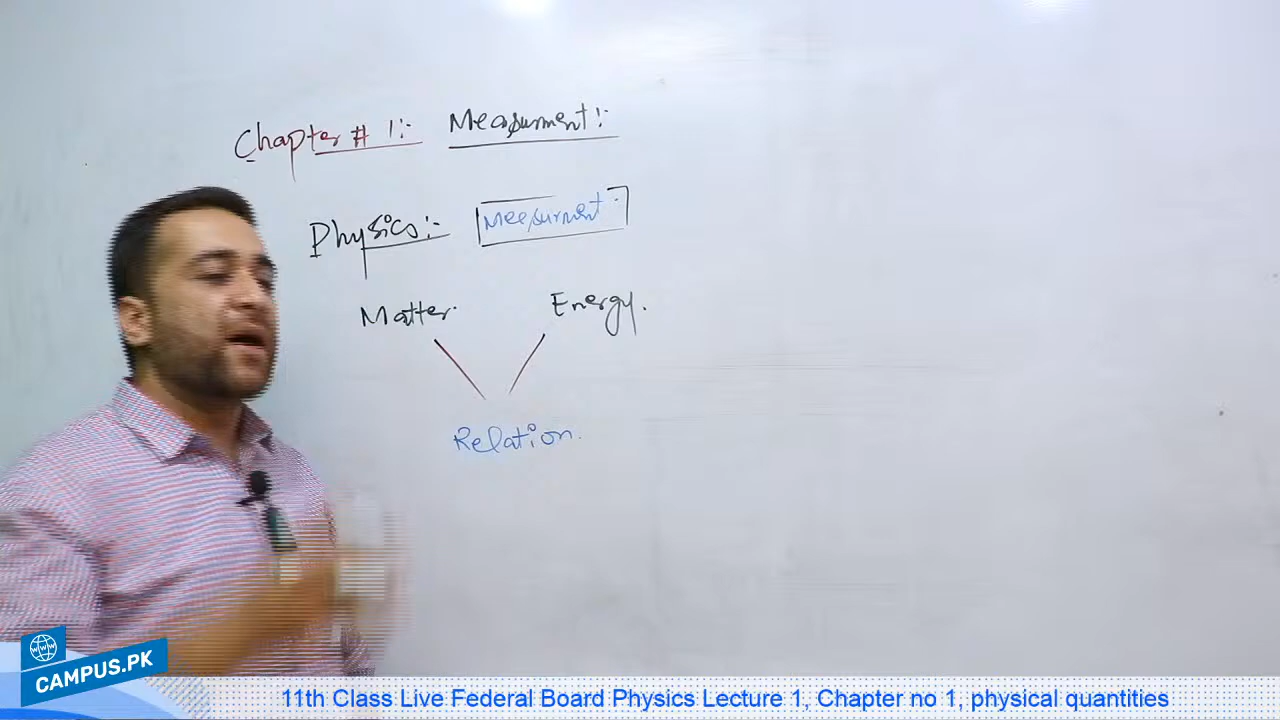 Chapter # 1:- Measurment:-
Physics:- Measurment.
Matter. Energy.
Relation.
www
CAMPUS.PK
11th Class Live Federal Board Physics Lecture 1, Chapter no 1, physical quantities